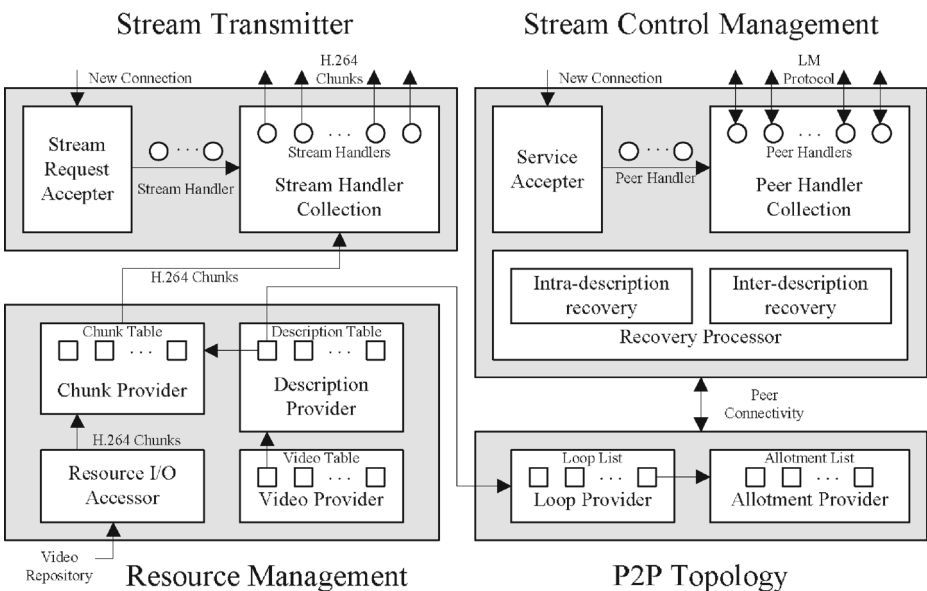 Stream Transmitter
New Connection
H.264
Chunks
Stream
Request
Accepter
. . .
Stream Handler
. . .
Stream Handlers
Stream Handler
Collection
H.264 Chunks
Chunk Table
. . .
Chunk Provider
Description Table
. . .
Description
Provider
H.264 Chunks
Resource I/O
Accessor
Video Table
. . .
Video Provider
Video
Repository
Resource Management
Stream Control Management
New Connection
LM
Protocol
Service
Accepter
. . .
Peer Handler
. . .
Peer Handlers
Peer Handler
Collection
Intra-description
recovery
Inter-description
recovery
Recovery Processor
Peer
Connectivity
Loop List
. . .
Loop Provider
Allotment List
. . .
Allotment Provider
P2P Topology